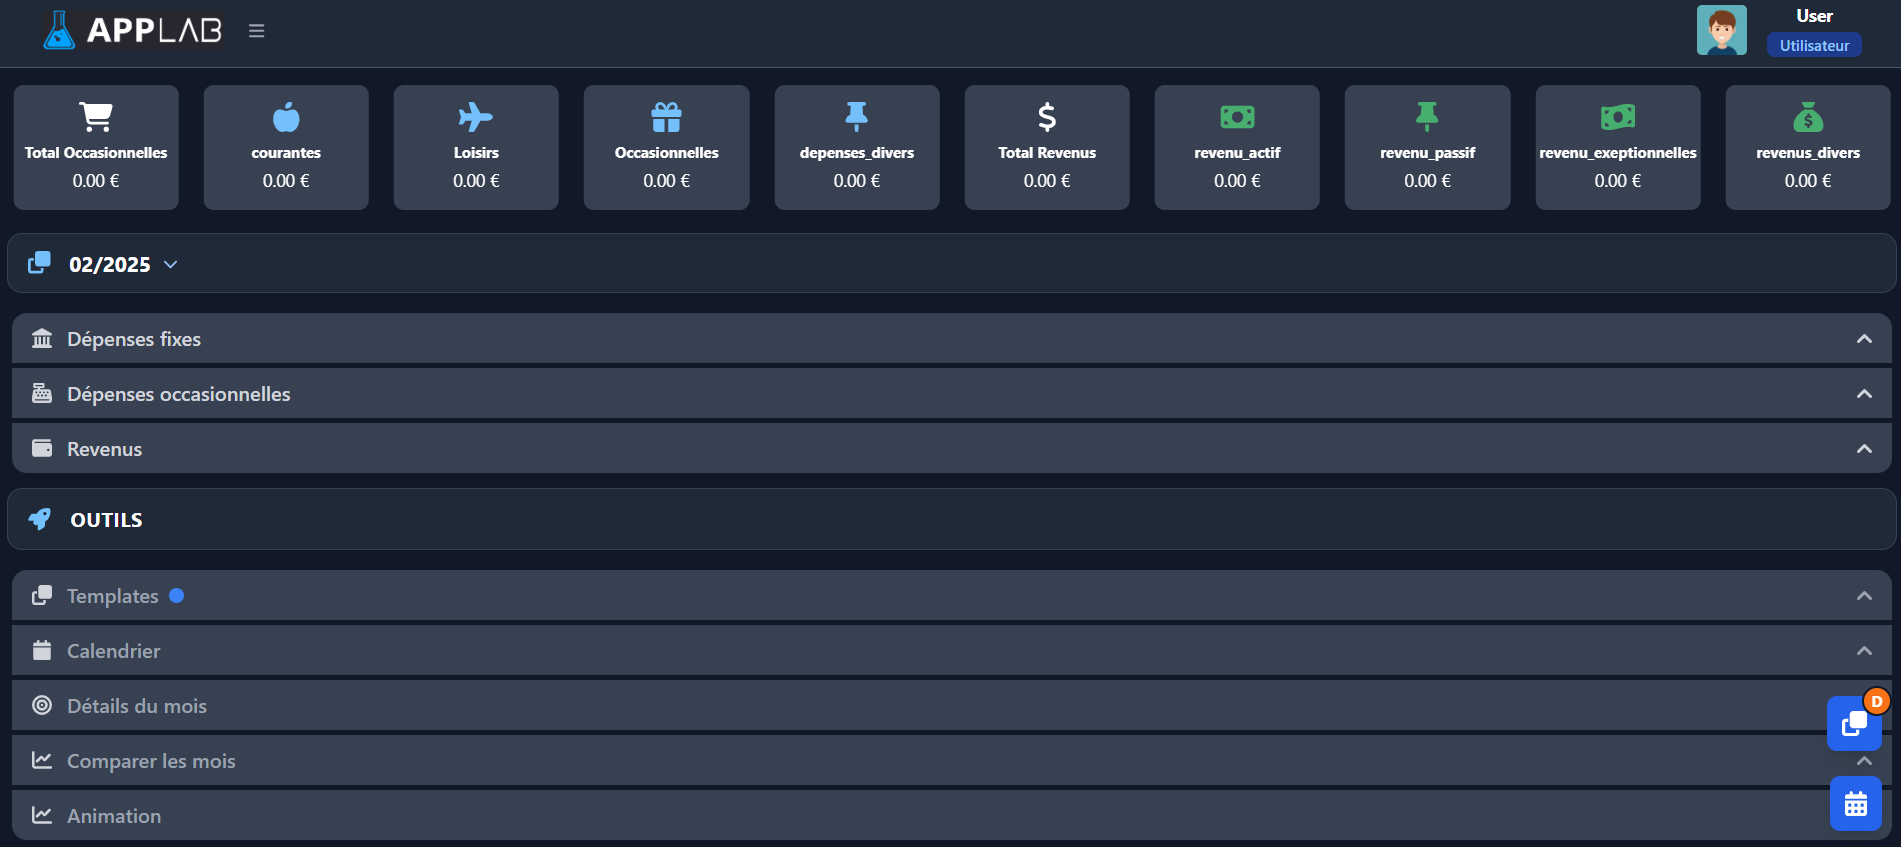 APPLAB
User
Utilisateur
Total Occasionnelles
0.00 €
courantes
0.00 €
Loisirs
0.00 €
Occasionnelles
0.00 €
depenses_divers
0.00 €
Total Revenus
0.00 €
revenu_actif
0.00 €
revenu_passif
0.00 €
revenu_exeptionnelles
0.00 €
revenus_divers
0.00 €
02/2025
Dépenses fixes
Dépenses occasionnelles
Revenus
OUTILS
Templates
Calendrier
Détails du mois
D
Comparer les mois
Animation